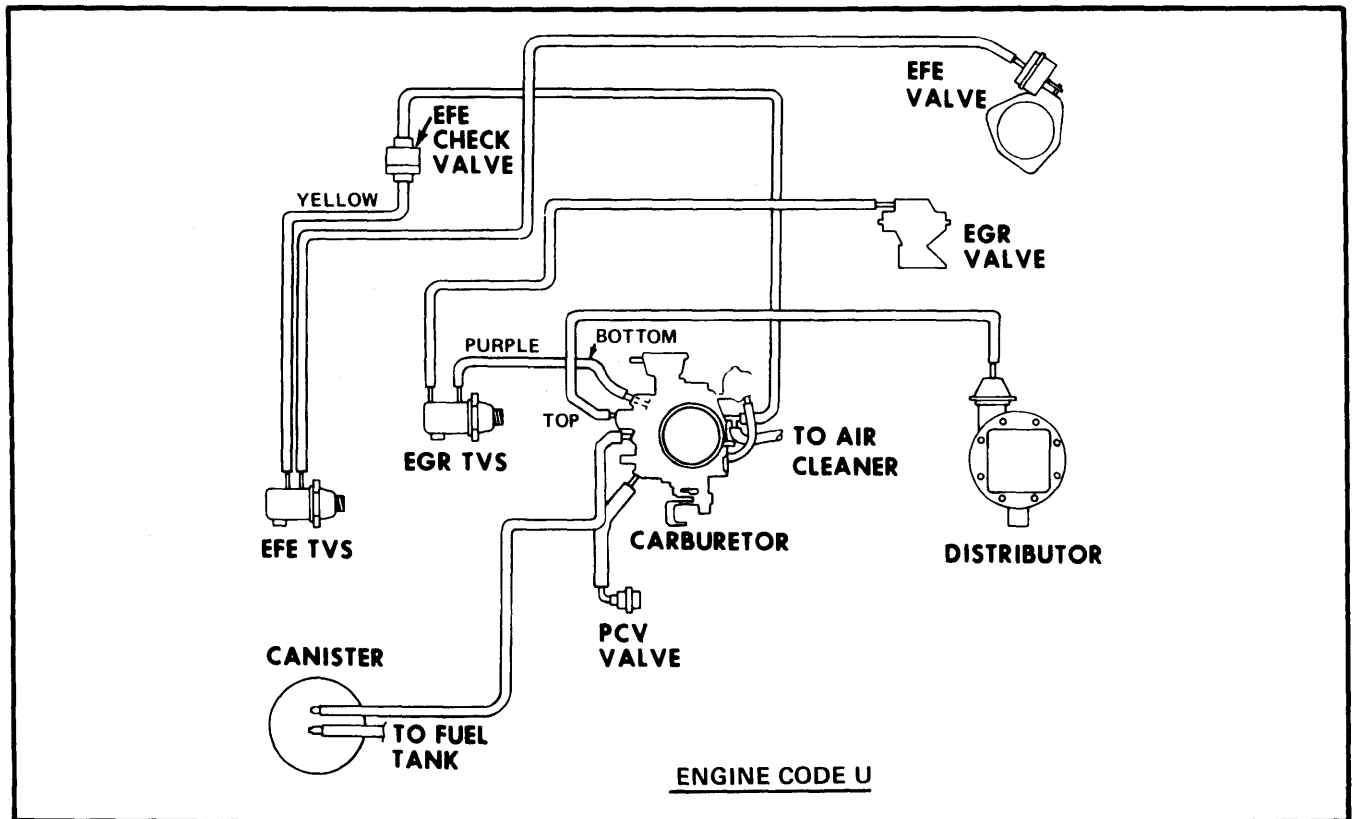 EFE
VALVE
EFE
CHECK
VALVE
YELLOW
EGR
VALVE
BOTTOM
PURPLE
TOP
TO AIR
CLEANER
EGR TVS
CARBURETOR
EFE TVS
DISTRIBUTOR
PCV
VALVE
CANISTER
TO FUEL
TANK
ENGINE CODE U